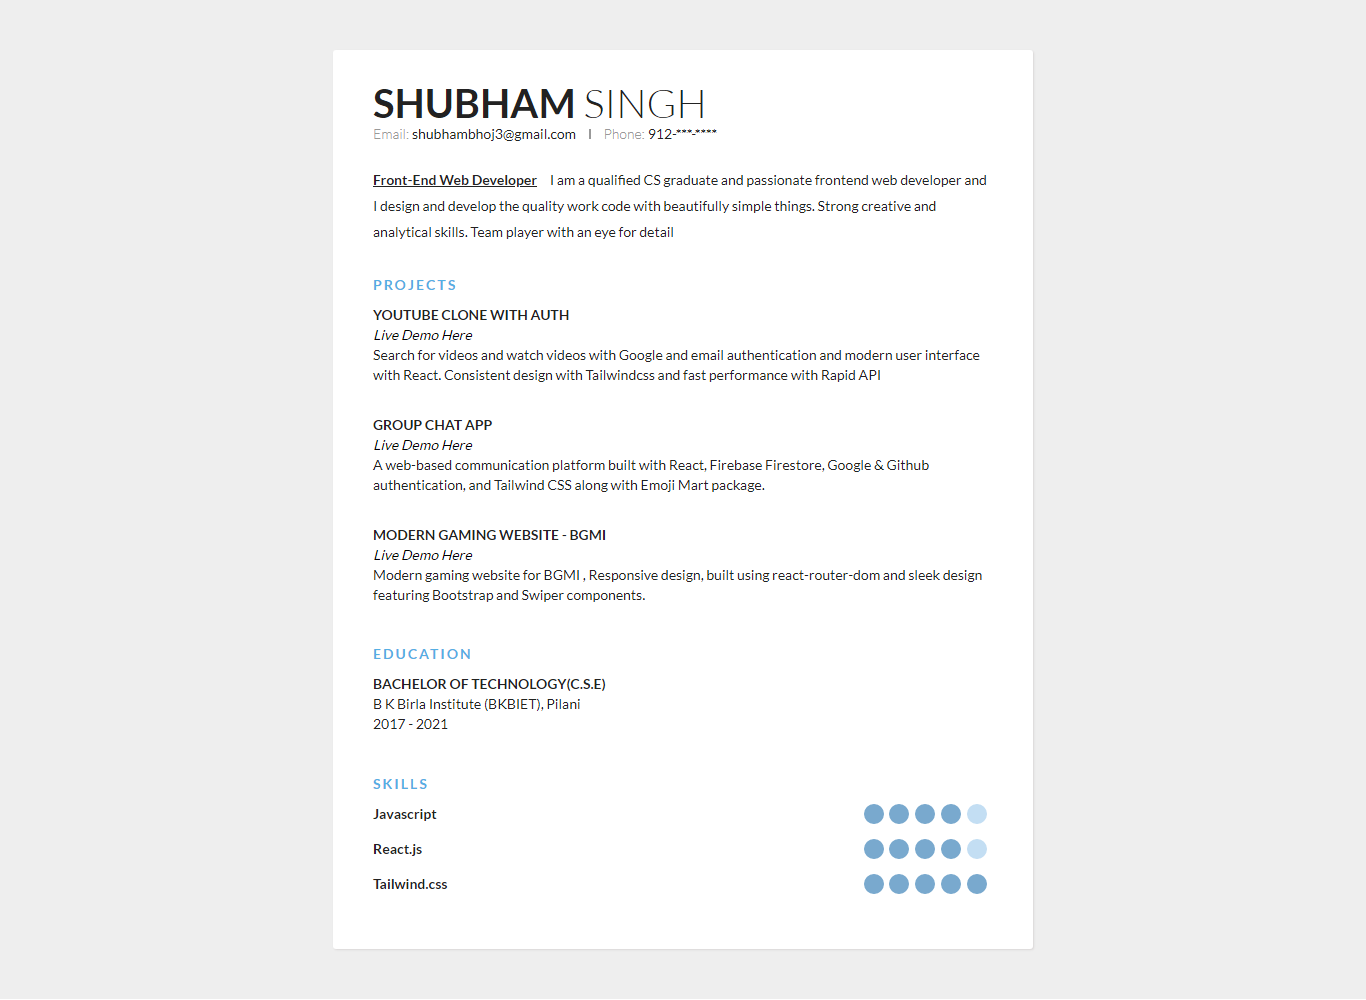 SHUBHAM SINGH
Email: shubhambhoj3@gmail.com I Phone: 912-***-****
Front-End Web Developer I am a qualified CS graduate and passionate frontend web developer and
I design and develop the quality work code with beautifully simple things. Strong creative and
analytical skills. Team player with an eye for detail
PROJECTS
YOUTUBE CLONE WITH AUTH
Live Demo Here
Search for videos and watch videos with Google and email authentication and modern user interface
with React. Consistent design with Tailwindcss and fast performance with Rapid API
GROUP CHAT APP
Live Demo Here
A web-based communication platform built with React, Firebase Firestore, Google & Github
authentication, and Tailwind CSS along with Emoji Mart package.
MODERN GAMING WEBSITE - BGMI
Live Demo Here
Modern gaming website for BGMI , Responsive design, built using react-router-dom and sleek design
featuring Bootstrap and Swiper components.
EDUCATION
BACHELOR OF TECHNOLOGY(C.S.E)
B K Birla Institute (BKBIET), Pilani
2017 - 2021
SKILLS
Javascript
React.js
Tailwind.css